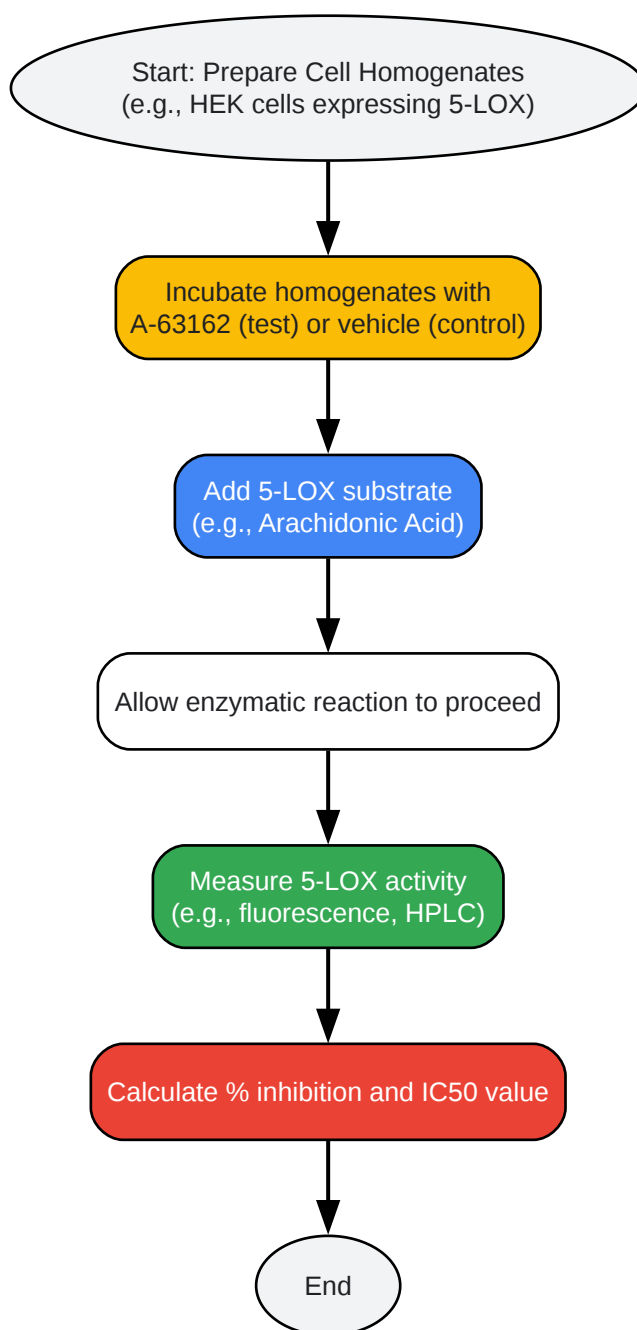 Start: Prepare Cell Homogenates
(e.g., HEK cells expressing 5-LOX)
Incubate homogenates with
A-63162 (test) or vehicle (control)
Add 5-LOX substrate
(e.g., Arachidonic Acid)
Allow enzymatic reaction to proceed
Measure 5-LOX activity
(e.g., fluorescence, HPLC)
Calculate % inhibition and IC50 value
End